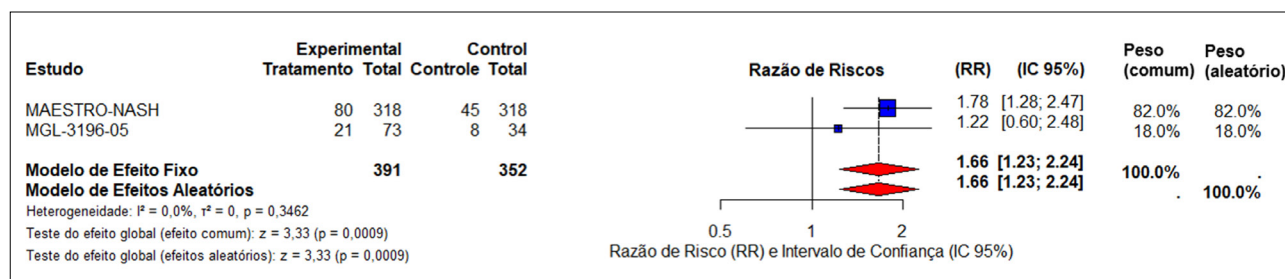 Experimental Control Peso Peso
Estudo Tratamento Total Controle Total Razão de Riscos (RR) (IC 95%) (comum) (aleatório)
MAESTRO-NASH 80 318 45 318 1.78 [1.28; 2.47] 82.0% 82.0%
MGL-3196-05 21 73 8 34 1.22 [0.60; 2.48] 18.0% 18.0%
Modelo de Efeito Fixo 391 352 1.66 [1.23; 2.24] 100.0% .
Modelo de Efeitos Aleatórios 1.66 [1.23; 2.24] . 100.0%
Heterogeneidade: I² = 0,0%, τ² = 0, p = 0,3462
Teste do efeito global (efeito comum): z = 3,33 (p = 0,0009) 0.5 1 2
Teste do efeito global (efeitos aleatórios): z = 3,33 (p = 0,0009) Razão de Risco (RR) e Intervalo de Confiança (IC 95%)